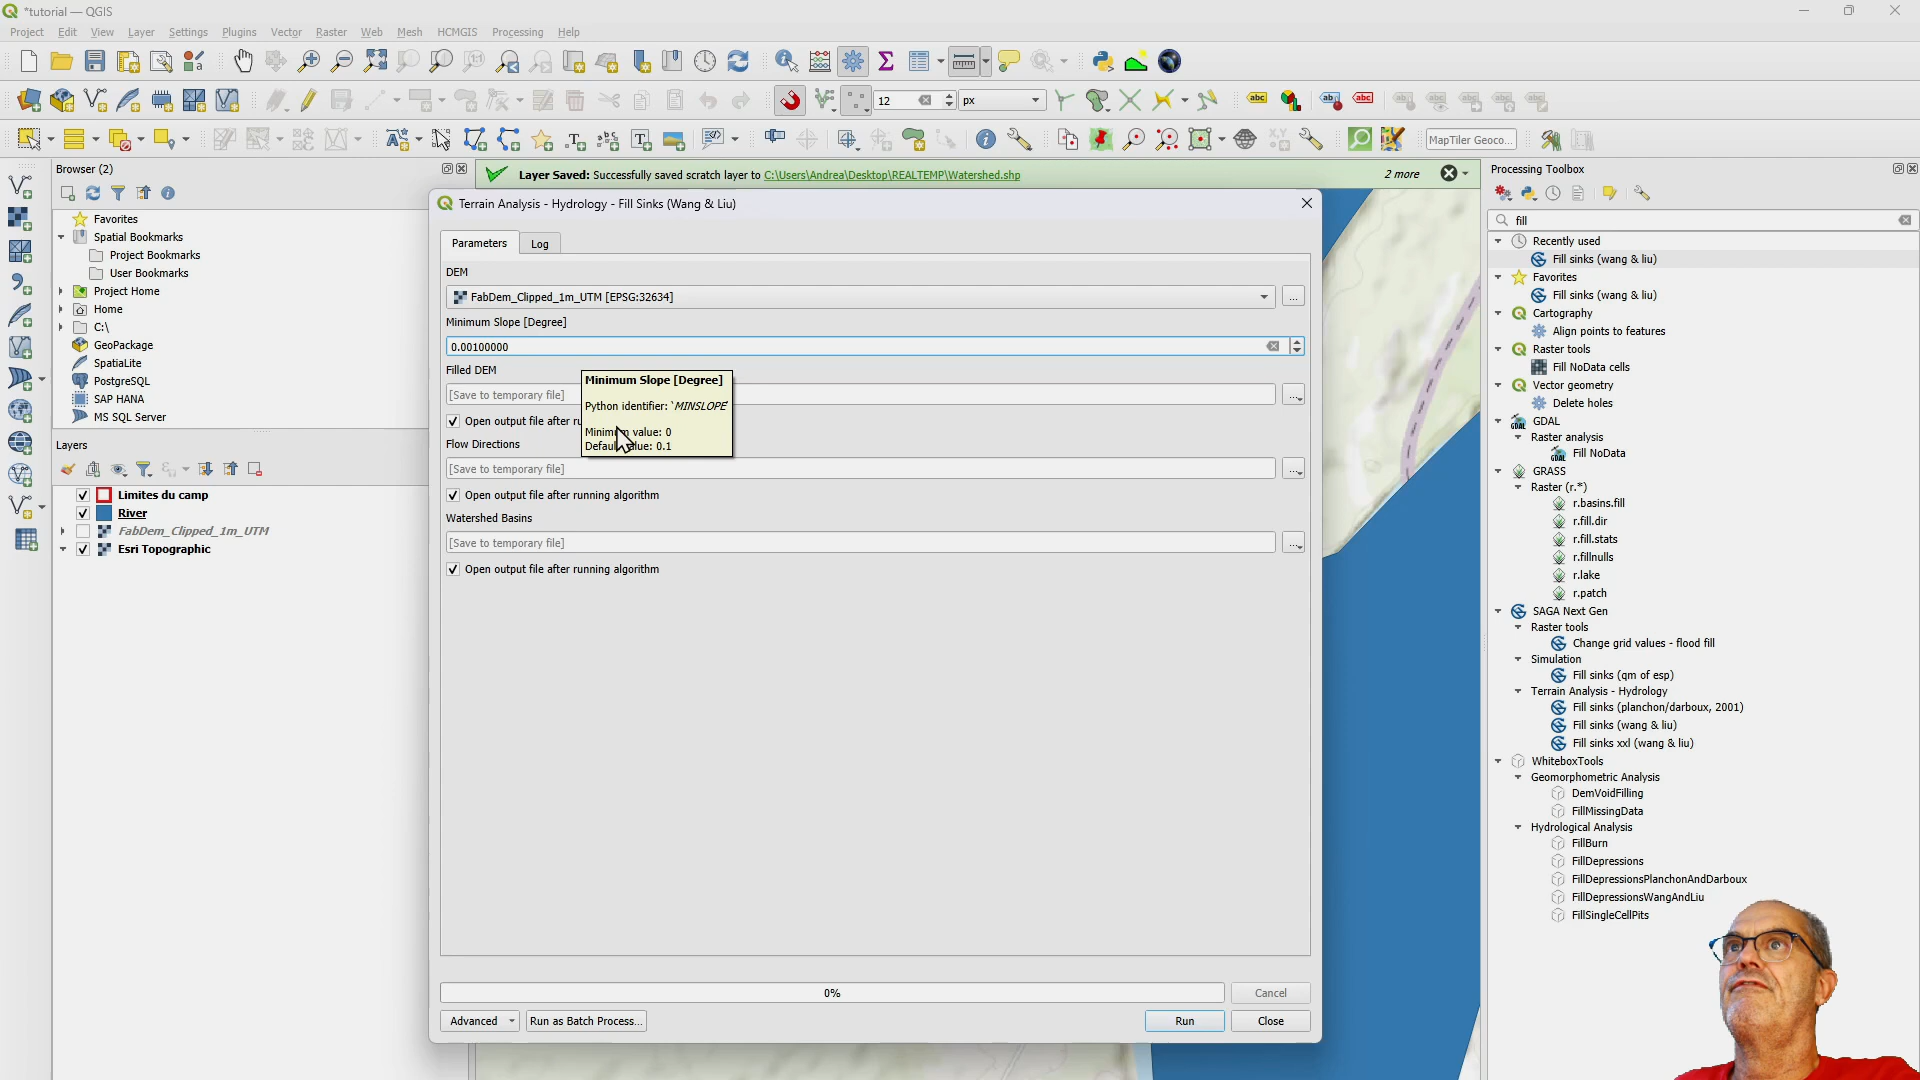 *tutorial — QGIS
Project Edit View Layer Settings Plugins Vector Raster Web Mesh HCMGIS Processing Help
12
px
abc
abc
abc
MapTiler Geoco...
Browser (2)
Favorites
Spatial Bookmarks
Project Bookmarks
User Bookmarks
Project Home
Home
C:\
GeoPackage
SpatiaLite
PostgreSQL
SAP HANA
MS SQL Server
Layers
Limites du camp
River
FabDem_Clipped_1m_UTM
Esri Topographic
Layer Saved: Successfully saved scratch layer to C:\Users\Andrea\Desktop\REALTEMP\Watershed.shp
2 more
Terrain Analysis - Hydrology - Fill Sinks (Wang & Liu)
Parameters Log
DEM
FabDem_Clipped_1m_UTM [EPSG:32634]
...
Minimum Slope [Degree]
0.00100000
Filled DEM
[Save to temporary file]
...
Open output file after ru
Minimum Slope [Degree]
Python identifier: 'MINSLOPE'
value: 0
value: 0.1
Flow Directions
[Save to temporary file]
...
Open output file after running algorithm
Watershed Basins
[Save to temporary file]
...
Open output file after running algorithm
0%
Cancel
Advanced
Run as Batch Process...
Run
Close
Processing Toolbox
fill
Recently used
Fill sinks (wang & liu)
Favorites
Fill sinks (wang & liu)
Cartography
Align points to features
Raster tools
Fill NoData cells
Vector geometry
Delete holes
GDAL
Raster analysis
Fill NoData
GRASS
Raster (r.*)
r.basins.fill
r.fill.dir
r.fill.stats
r.fillnulls
r.lake
r.patch
SAGA Next Gen
Raster tools
Change grid values - flood fill
Simulation
Fill sinks (qm of esp)
Terrain Analysis - Hydrology
Fill sinks (planchon/darboux, 2001)
Fill sinks (wang & liu)
Fill sinks xxl (wang & liu)
WhiteboxTools
Geomorphometric Analysis
DemVoidFilling
FillMissingData
Hydrological Analysis
FillBurn
FillDepressions
FillDepressionsPlanchonAndDarboux
FillDepressionsWangAndLiu
FillSingleCellPits